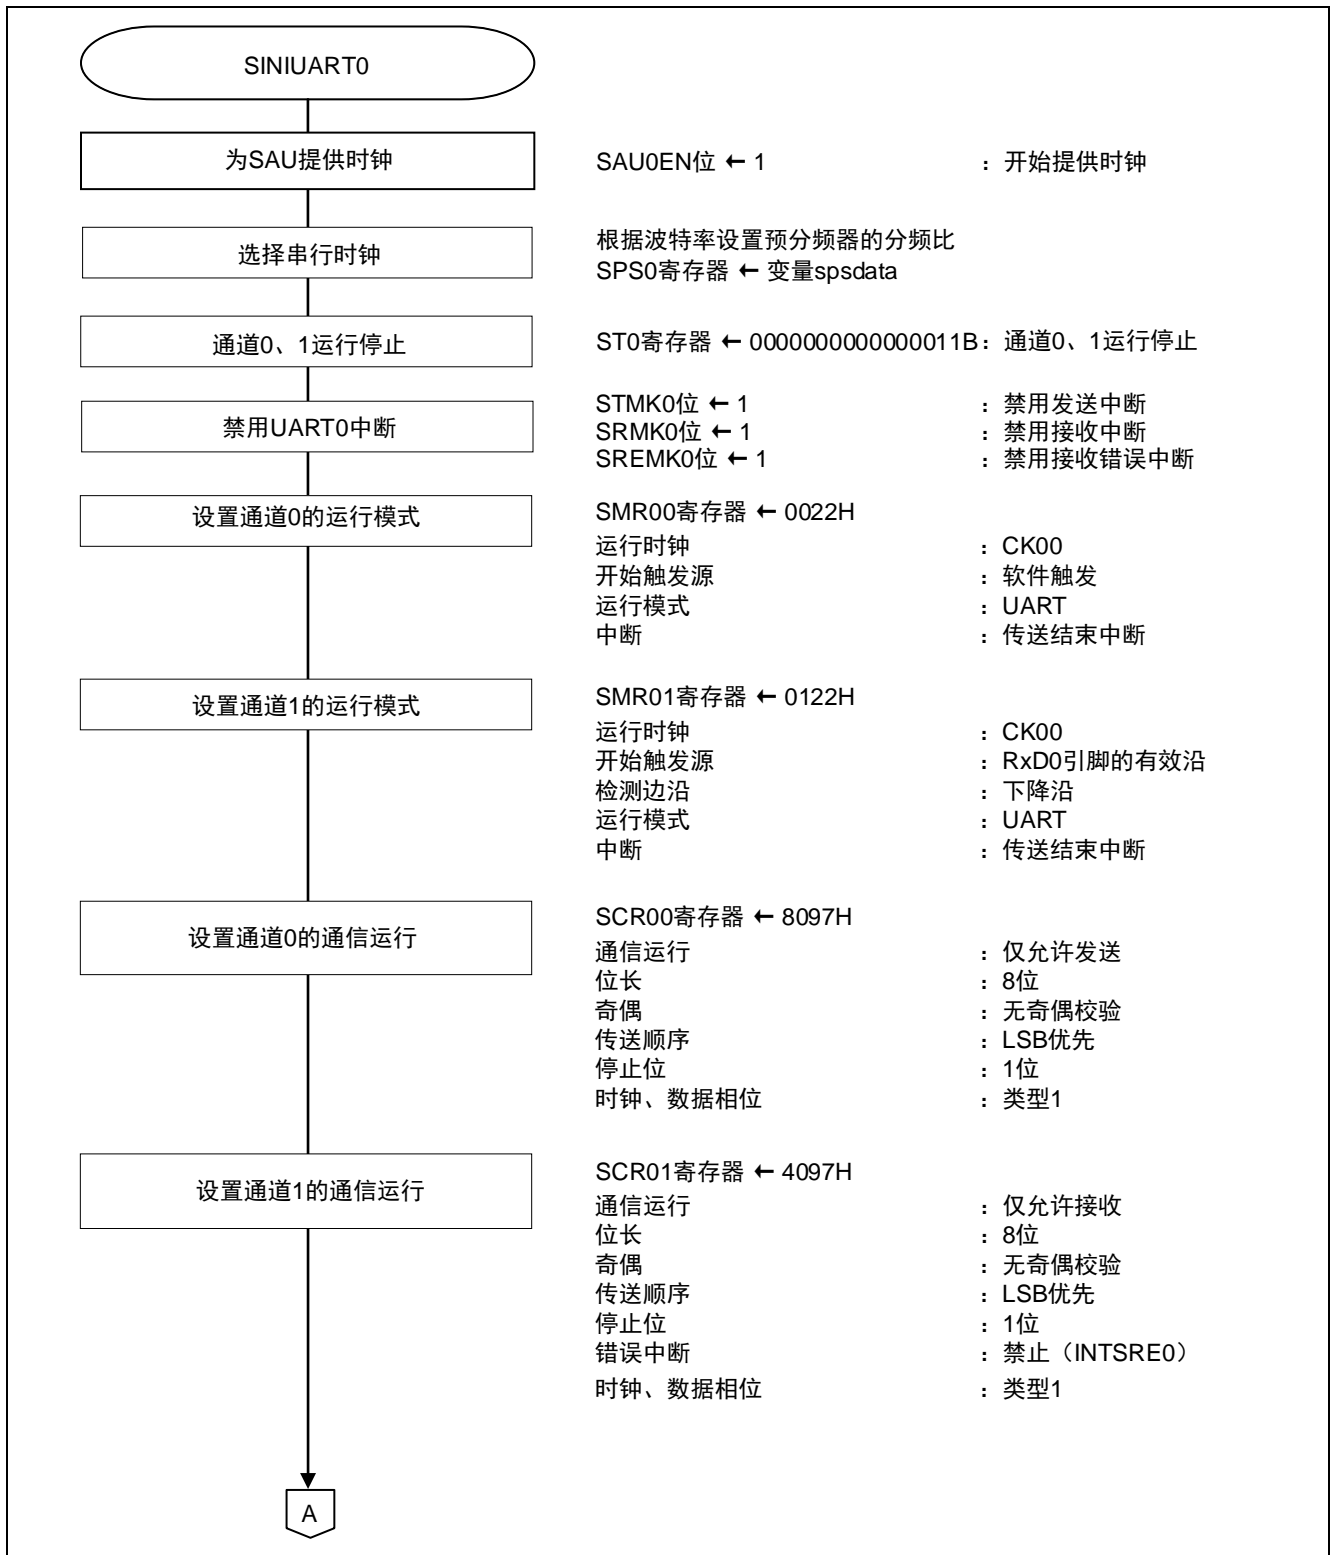 SINIUART0
为SAU提供时钟
SAU0EN位 ← 1 ：开始提供时钟
选择串行时钟
根据波特率设置预分频器的分频比
SPS0寄存器 ← 变量spsdata
通道0、1运行停止
ST0寄存器 ← 0000000000000011B：通道0、1运行停止
禁用UART0中断
STMK0位 ← 1 ：禁用发送中断
SRMK0位 ← 1 ：禁用接收中断
SREMK0位 ← 1 ：禁用接收错误中断
设置通道0的运行模式
SMR00寄存器 ← 0022H
运行时钟 ：CK00
开始触发源 ：软件触发
运行模式 ：UART
中断 ：传送结束中断
设置通道1的运行模式
SMR01寄存器 ← 0122H
运行时钟 ：CK00
开始触发源 ：RxD0引脚的有效沿
检测边沿 ：下降沿
运行模式 ：UART
中断 ：传送结束中断
设置通道0的通信运行
SCR00寄存器 ← 8097H
通信运行 ：仅允许发送
位长 ：8位
奇偶 ：无奇偶校验
传送顺序 ：LSB优先
停止位 ：1位
时钟、数据相位 ：类型1
设置通道1的通信运行
SCR01寄存器 ← 4097H
通信运行 ：仅允许接收
位长 ：8位
奇偶 ：无奇偶校验
传送顺序 ：LSB优先
停止位 ：1位
错误中断 ：禁止（INTSRE0）
时钟、数据相位 ：类型1
A